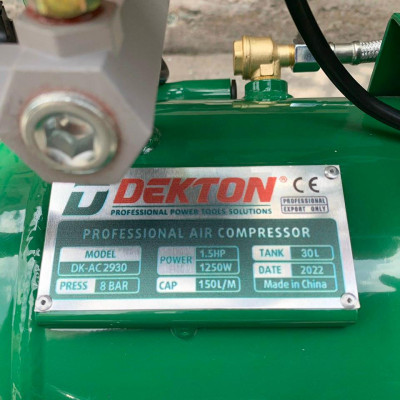 DEKTON® CE
PROFESSIONAL POWER TOOLS SOLUTIONS
PROFESSIONAL
EXPORT ONLY
PROFESSIONAL AIR COMPRESSOR
MODEL DK-AC2930
POWER 1.5HP 1250W
TANK 30L
DATE 2022
PRESS 8 BAR
CAP 150L/M
Made in China